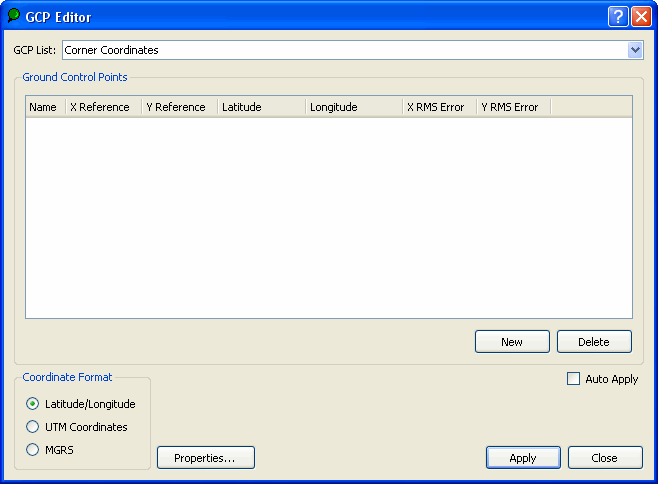 GCP Editor
GCP List: Corner Coordinates
Ground Control Points
Name X Reference Y Reference Latitude Longitude X RMS Error Y RMS Error
New Delete
Coordinate Format
Auto Apply
Latitude/Longitude
UTM Coordinates
MGRS
Properties... Apply Close